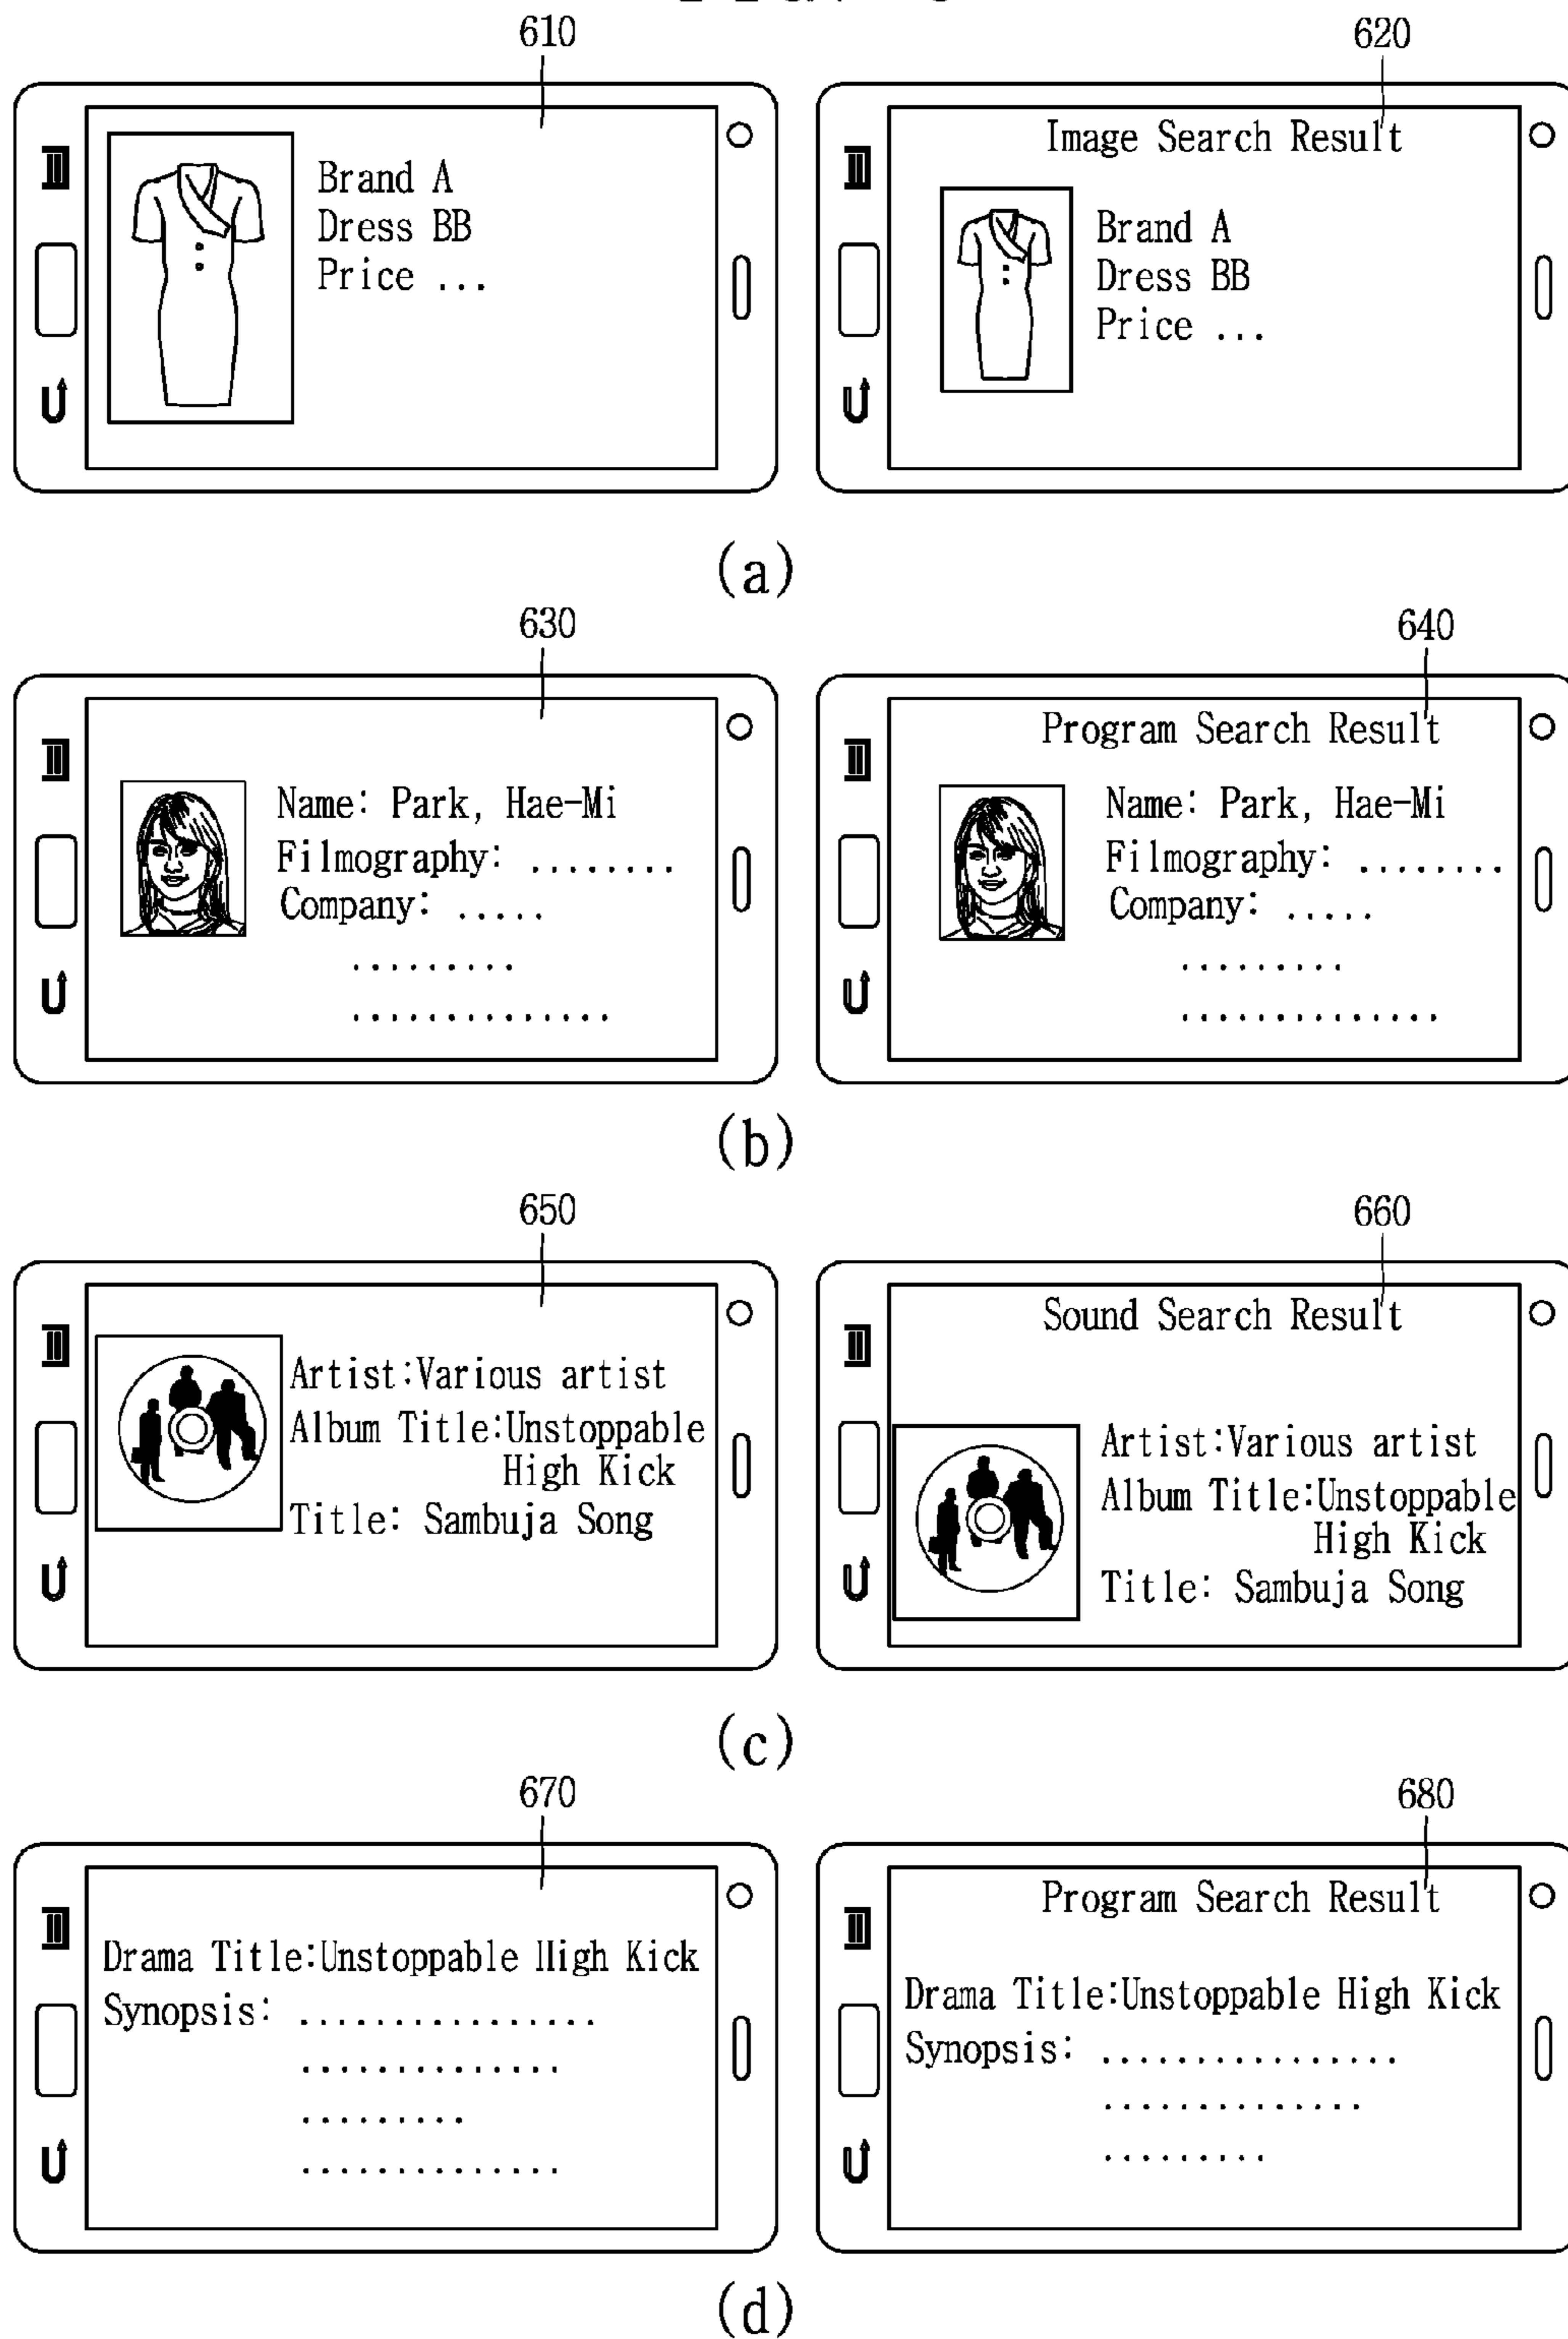 610
620
Brand A
Dress BB
Price ...
Image Search Result
Brand A
Dress BB
Price ...
(a)
630
640
Name: Park, Hae-Mi
Filmography: ........
Company: .....
.........
..............
Program Search Result
Name: Park, Hae-Mi
Filmography: ........
Company: .....
.........
..............
(b)
650
660
Artist:Various artist
Album Title:Unstoppable
High Kick
Title: Sambuja Song
Sound Search Result
Artist:Various artist
Album Title:Unstoppable
High Kick
Title: Sambuja Song
(c)
670
680
Drama Title:Unstoppable High Kick
Synopsis: ................
..............
.........
..............
Program Search Result
Drama Title:Unstoppable High Kick
Synopsis: ................
..............
.........
(d)